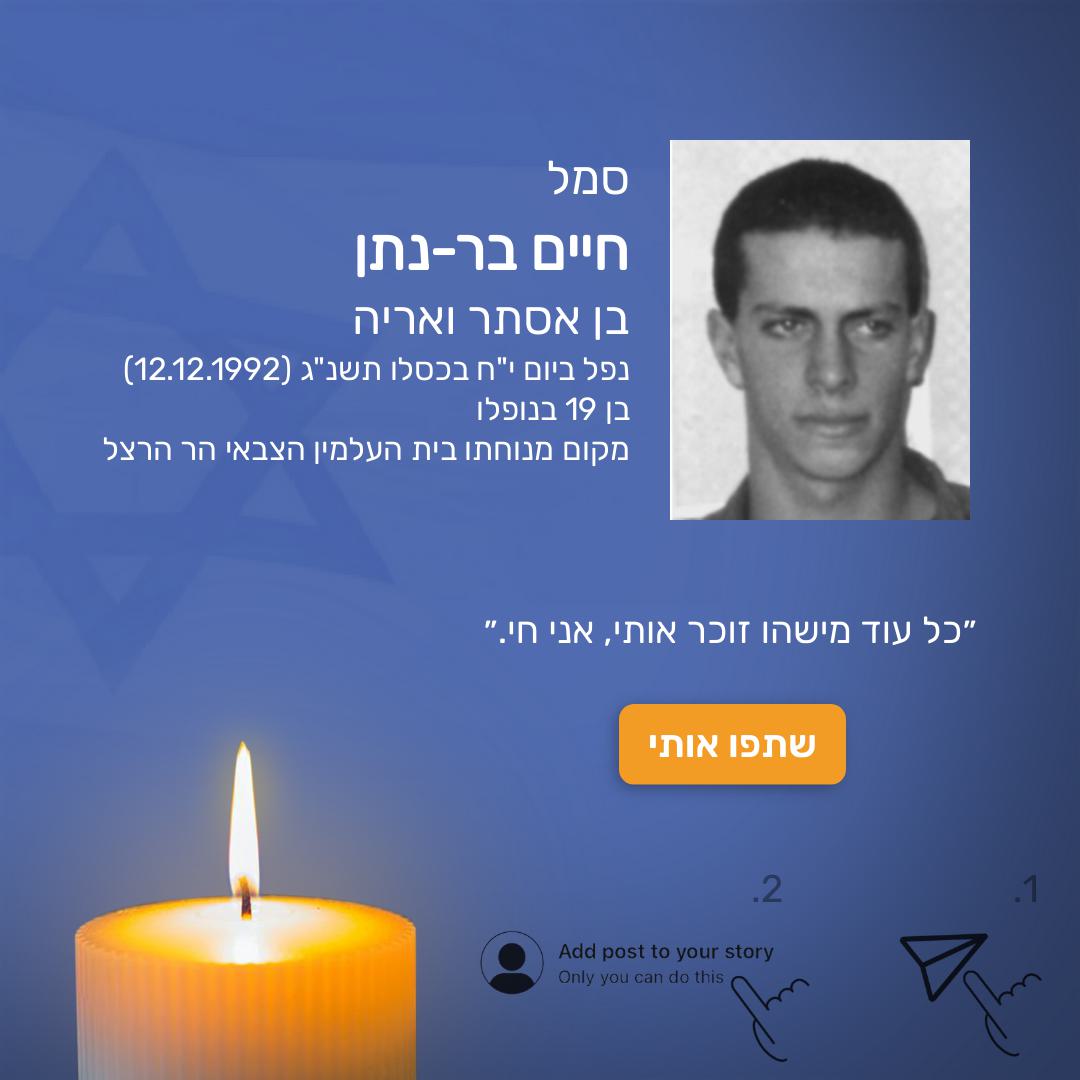 סמל
חיים בר-נתן
בן אסתר ואריה
נפל ביום י"ח בכסלו תשנ"ג (12.12.1992)
בן 19 בנופלו
מקום מנוחתו בית העלמין הצבאי הר הרצל
״כל עוד מישהו זוכר אותי, אני חי.״
שתפו אותי
.1
.2
Add post to your story
Only you can do this